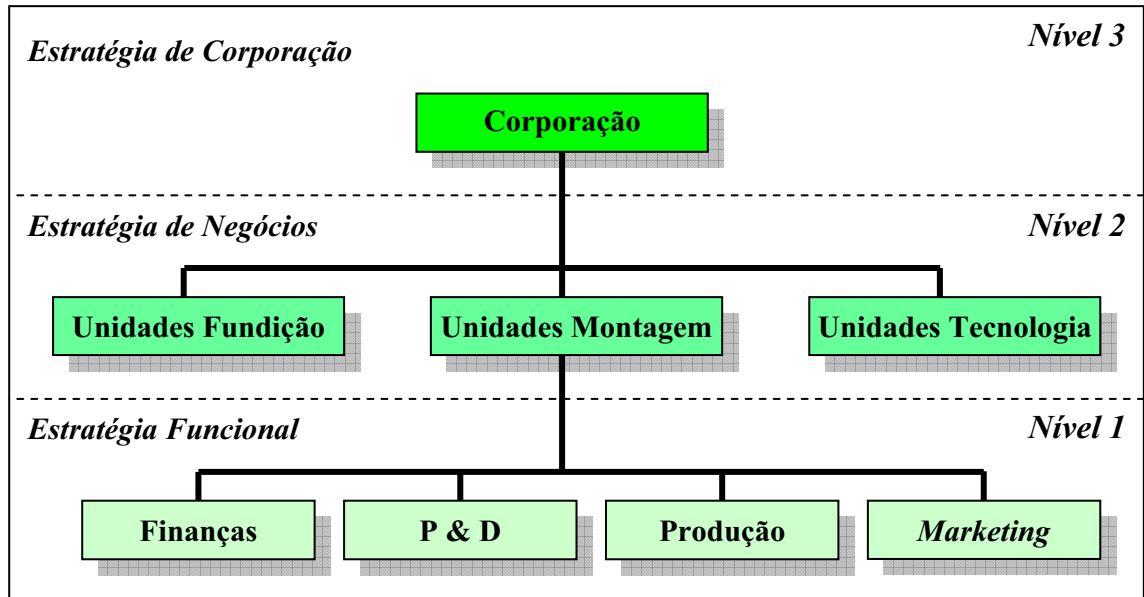 Estratégia de Corporação
Nível 3
Corporação
Estratégia de Negócios
Nível 2
Unidades Fundição
Unidades Montagem
Unidades Tecnologia
Estratégia Funcional
Nível 1
Finanças
P & D
Produção
Marketing